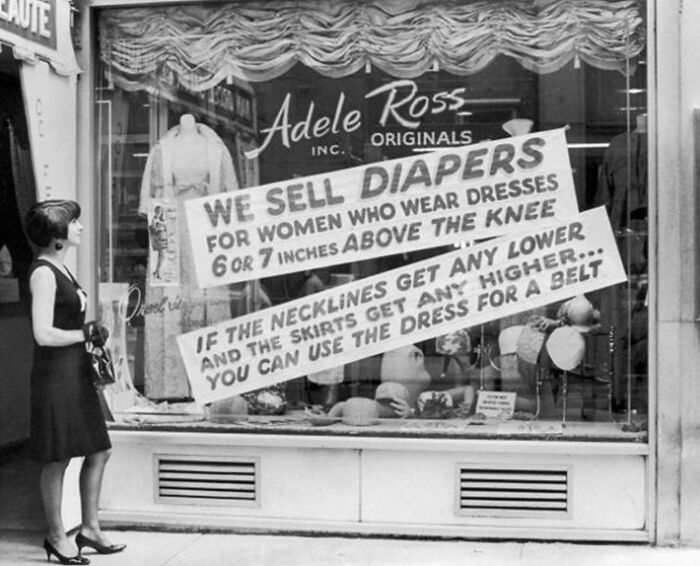 EAUTE
Adele Ross
INC. ORIGINALS
WE SELL DIAPERS
FOR WOMEN WHO WEAR DRESSES
6 OR 7 INCHES ABOVE THE KNEE
IF THE NECKLINES GET ANY LOWER
AND THE SKIRTS GET ANY HIGHER...
YOU CAN USE THE DRESS FOR A BELT